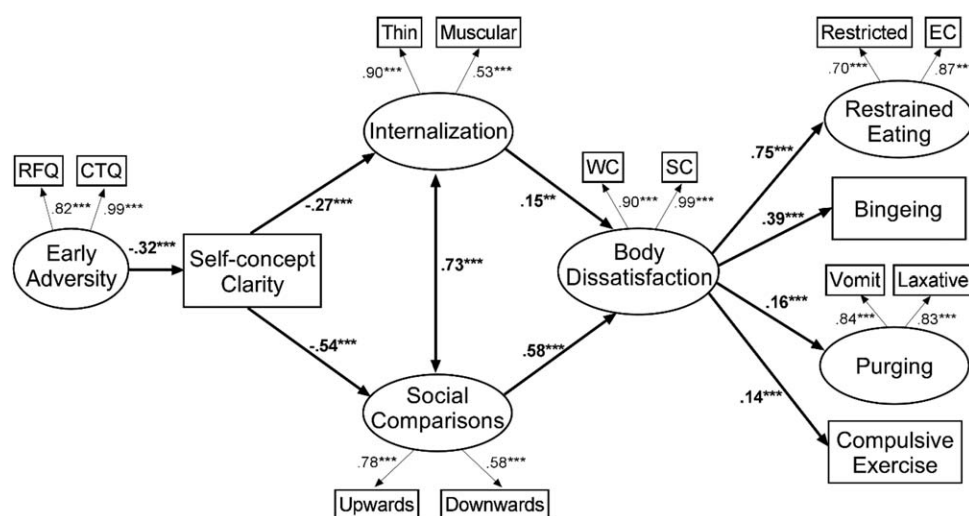 Thin Muscular
.90*** .53***
Internalization
Restricted EC
.70*** .87***
Restrained
Eating
RFQ CTQ
.82*** .99***
Early
Adversity
-.32***
Self-concept
Clarity
-.27***
-.54***
.73***
.15**
.58***
WC SC
.90*** .99***
Body
Dissatisfaction
.75***
.39***
.16***
.14***
Bingeing
Vomit Laxative
.84*** .83***
Purging
Compulsive
Exercise
Social
Comparisons
.78*** .58***
Upwards Downwards